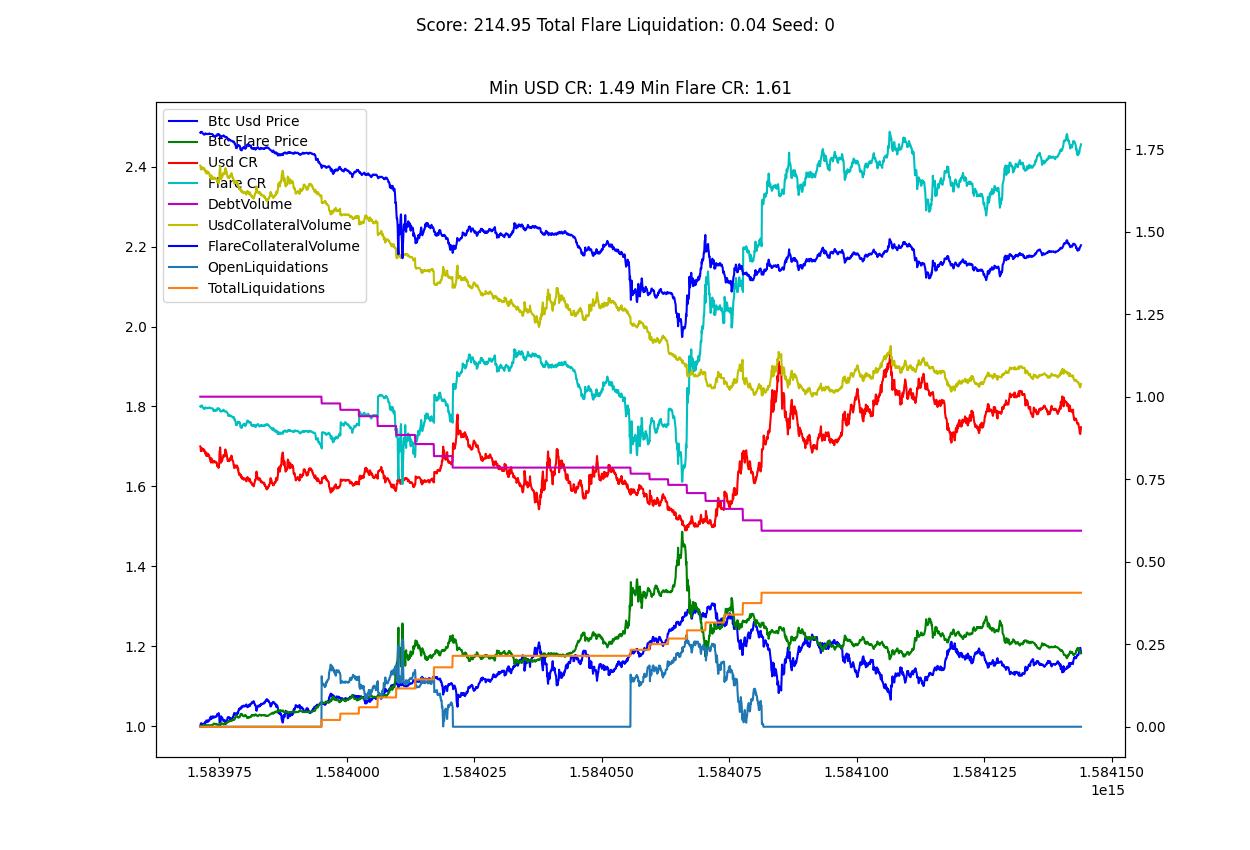 Score: 214.95 Total Flare Liquidation: 0.04 Seed: 0
Min USD CR: 1.49 Min Flare CR: 1.61
Btc Usd Price
Btc Flare Price
Usd CR
Flare CR
DebtVolume
UsdCollateralVolume
FlareCollateralVolume
OpenLiquidations
TotalLiquidations
2.4
2.2
2.0
1.8
1.6
1.4
1.2
1.0
1.75
1.50
1.25
1.00
0.75
0.50
0.25
0.00
1.583975 1.584000 1.584025 1.584050 1.584075 1.584100 1.584125 1.584150
1e15